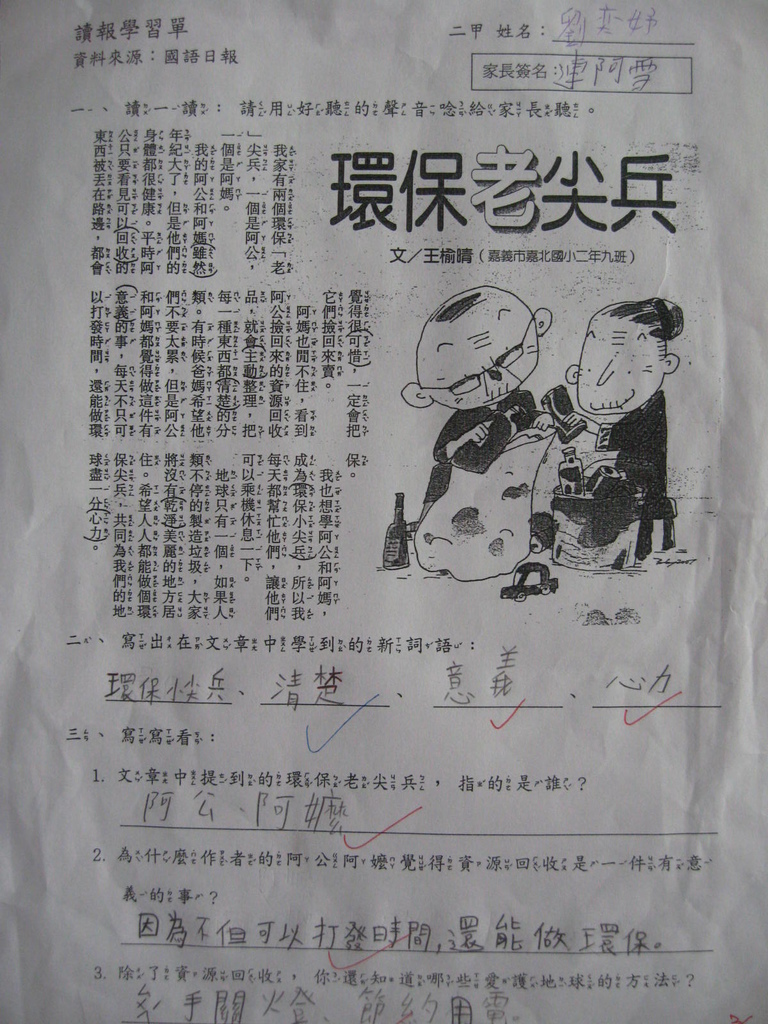 讀報學習單
二甲 姓名：劉奕妤
資料來源：國語日報
家長簽名：連阿雪
一、讀一讀：請用好聽的聲音唸給家長聽。
環保老尖兵
文／王榆晴（嘉義市嘉北國小二年九班）
我家有兩個環保「老
」尖兵，一個是阿公，
一個是阿媽。
我的阿公和阿媽雖然
年紀大了，但是他們的
身體都很健康。平時阿
公只要看見可以回收的
東西被丟在路邊，都會
覺得很可惜，一定會把
它們撿回來賣。
阿媽也閒不住，看到
阿公撿回來的資源回收
品，就會主動整理，把
每一種東西都清楚的分
類。有時候爸媽希望他
們不要太累，但是阿公
和阿媽都覺得做這件有
意義的事，每天不只可
以打發時間，還能做環
保。
我也想學阿公和阿媽，
成為環保小尖兵，所以我
每天都幫忙他們，讓他們
可以乘機休息一下。
地球只有一個，如果人
類不停的製造垃圾，大家
將沒有乾淨美麗的地方居
住。希望人人都能做個環
保尖兵，共同為我們的地
球盡一分心力。
二、寫出在文章中學到的新詞語：
環保小尖兵、清楚、意義、心力
三、寫寫看：
1. 文章中提到的環保老尖兵，指的是誰？
阿公、阿嬤
2. 為什麼作者的阿公阿嬤覺得資源回收是一件有意
義的事？
因為不但可以打發時間,還能做環保。
3. 除了資源回收，你還知道哪些愛護地球的方法？
手關燈、節約用電。